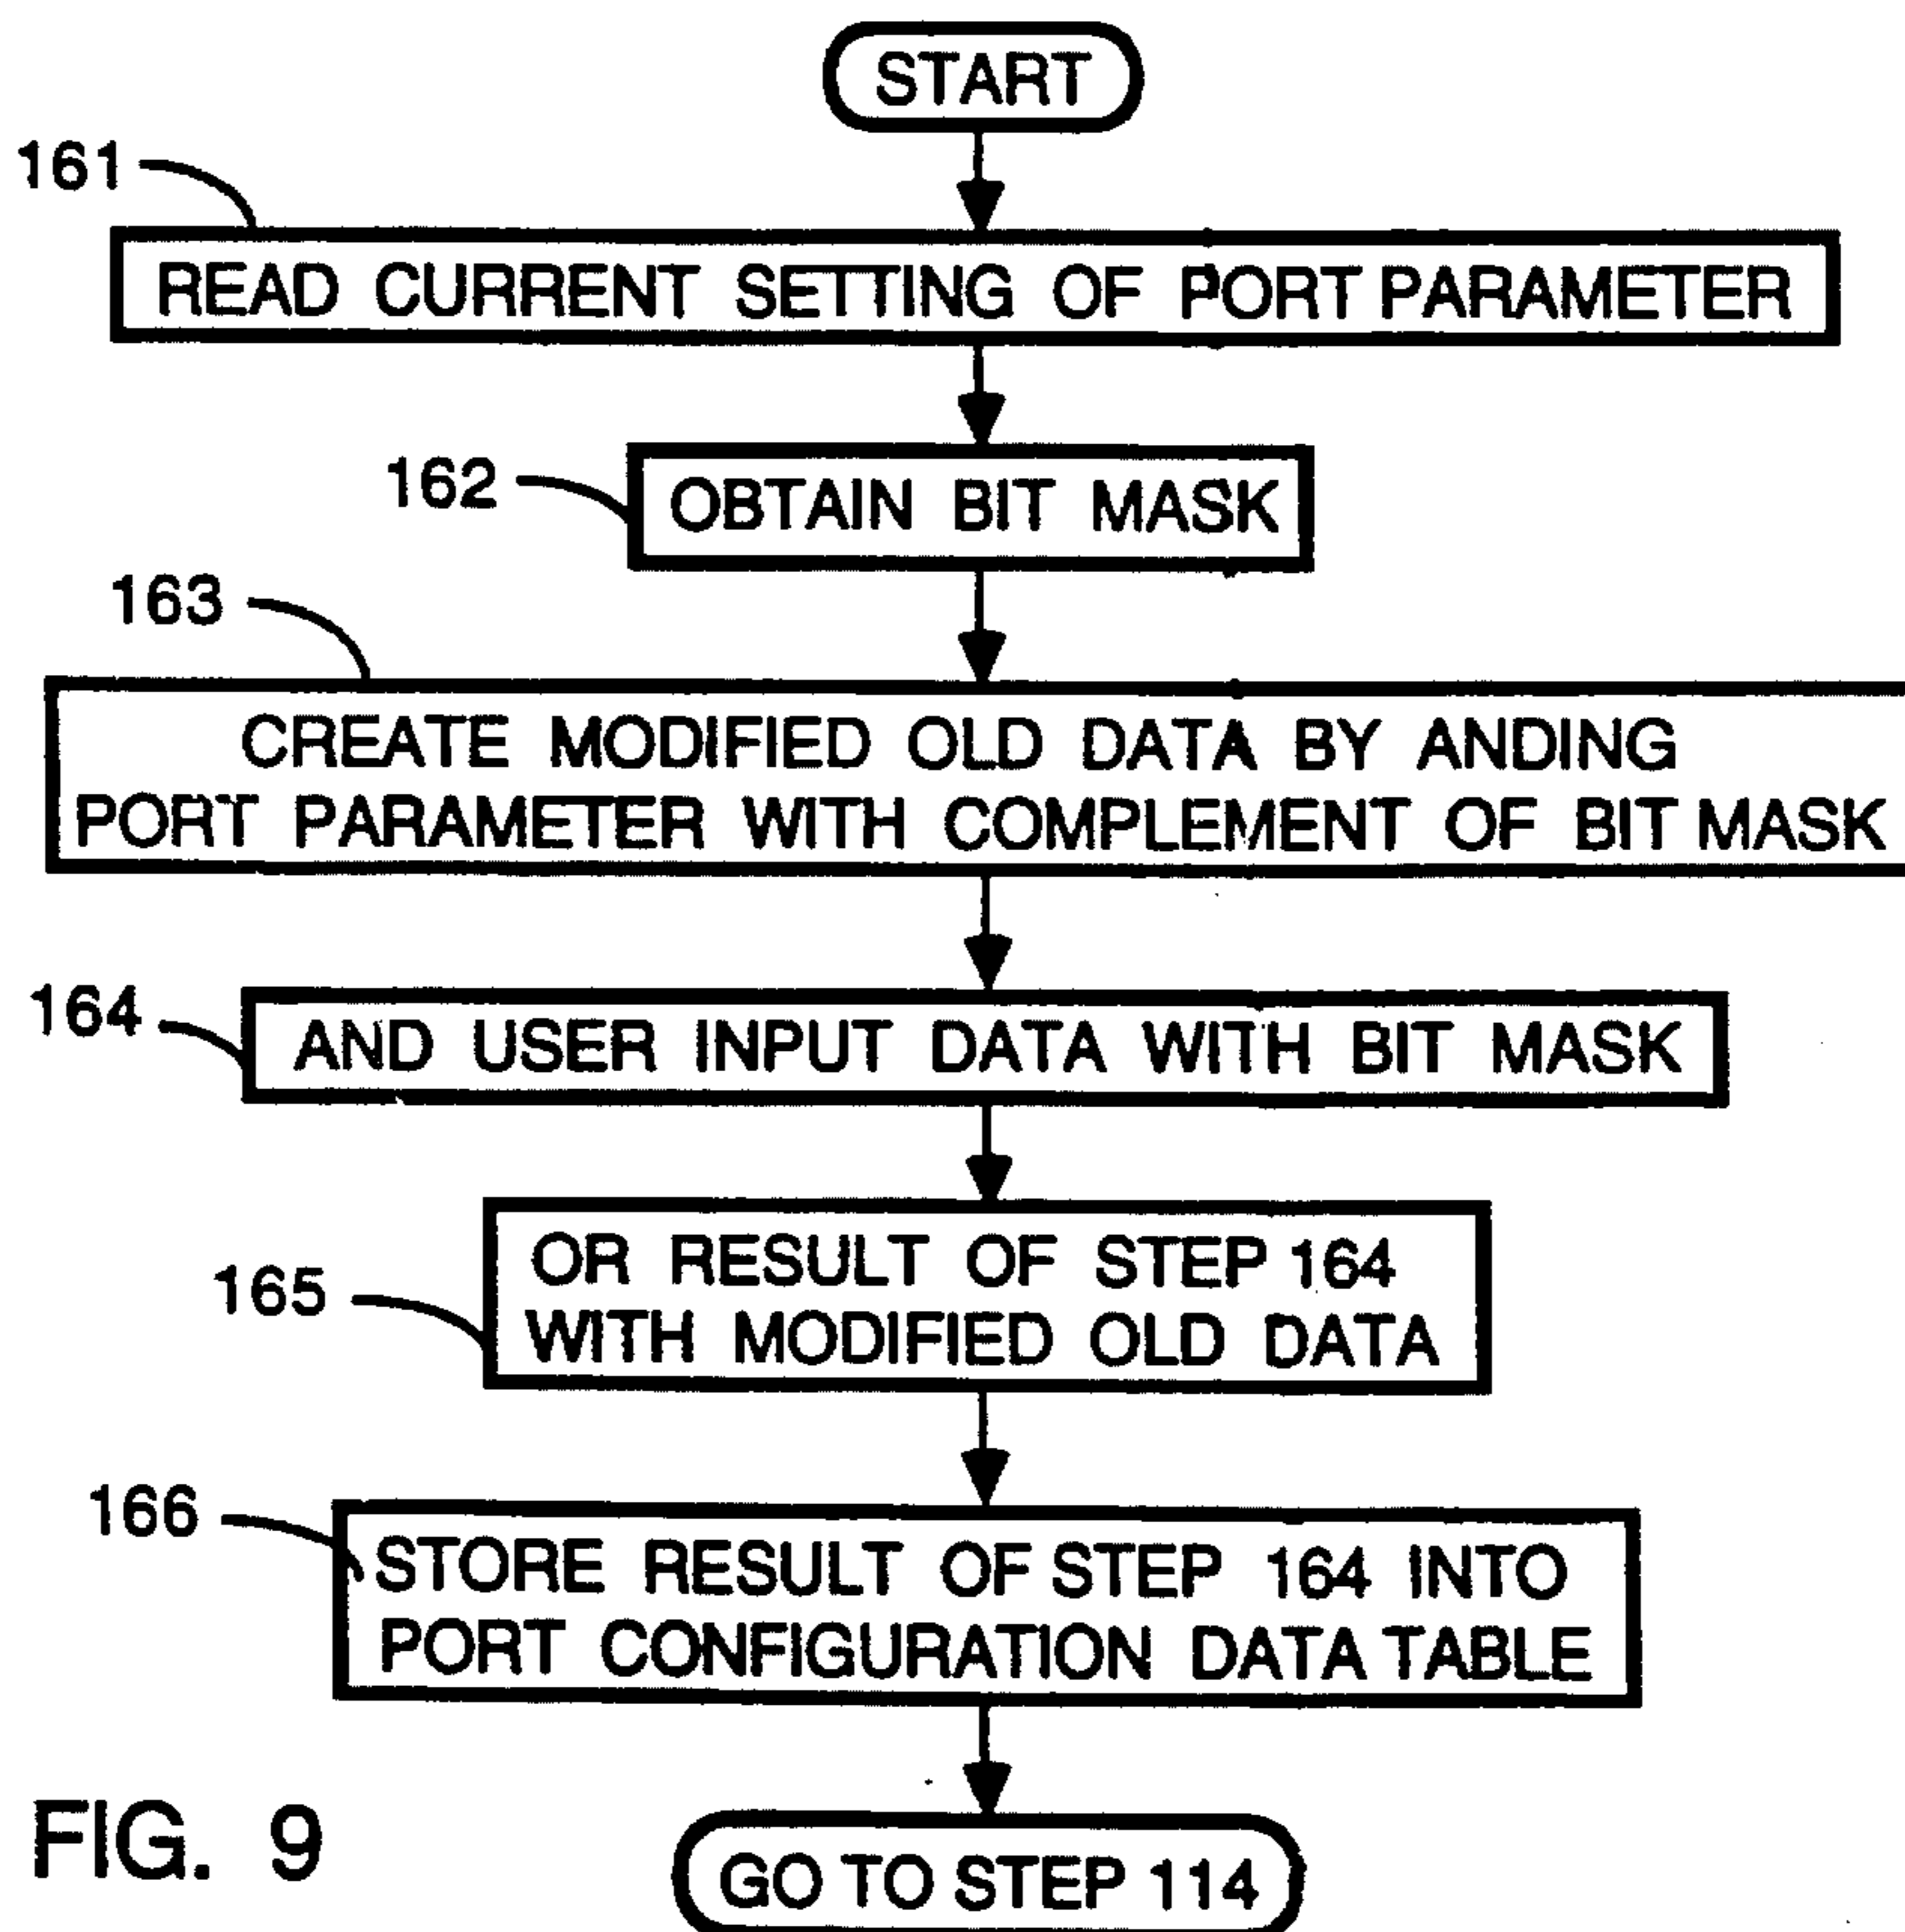 START
161
READ CURRENT SETTING OF PORT PARAMETER
162
OBTAIN BIT MASK
163
CREATE MODIFIED OLD DATA BY ANDING
PORT PARAMETER WITH COMPLEMENT OF BIT MASK
164
AND USER INPUT DATA WITH BIT MASK
165
OR RESULT OF STEP 164
WITH MODIFIED OLD DATA
166
STORE RESULT OF STEP 164 INTO
PORT CONFIGURATION DATA TABLE
FIG. 9
GO TO STEP 114